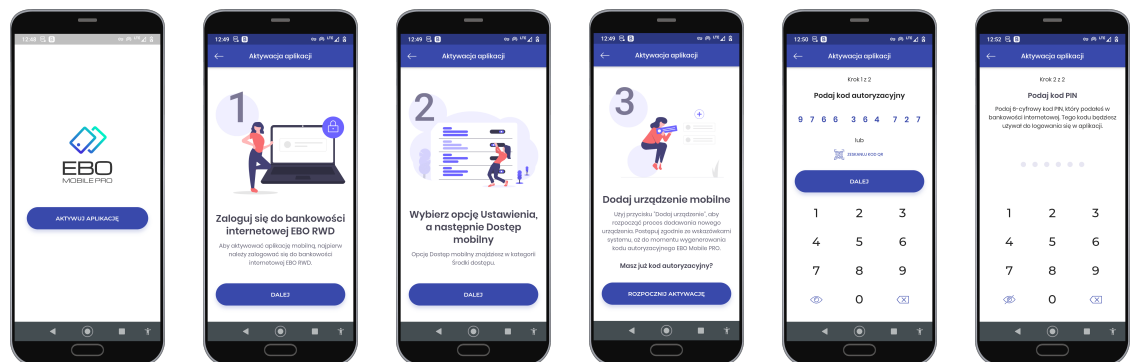 12:48
EBO
MOBILE PRO
AKTYWUJ APLIKACJĘ
12:49
Aktywacja aplikacji
1
Zaloguj się do bankowości
internetowej EBO RWD
Aby aktywować aplikację mobilną, najpierw
należy zalogować się do bankowości
internetowej EBO RWD.
DALEJ
12:49
Aktywacja aplikacji
2
Wybierz opcję Ustawienia,
a następnie Dostęp
mobilny
Opcję Dostęp mobilny znajdziesz w kategorii
Środki dostępu.
DALEJ
12:49
Aktywacja aplikacji
3
Dodaj urządzenie mobilne
Użyj przycisku "Dodaj urządzenie", aby
rozpocząć proces dodawania nowego
urządzenia. Postępuj zgodnie ze wskazówkami
systemu, aż do momentu wygenerowania
kodu autoryzacyjnego EBO Mobile PRO.
Masz już kod autoryzacyjny?
ROZPOCZNIJ AKTYWACJĘ
12:50
Aktywacja aplikacji
Krok 1 z 2
Podaj kod autoryzacyjny
9 7 6 6 3 6 4 7 2 7
lub
ZESKANUJ KOD QR
DALEJ
1 2 3
4 5 6
7 8 9
0
12:52
Aktywacja aplikacji
Krok 2 z 2
Podaj kod PIN
Podaj 6-cyfrowy kod PIN, który podałeś w
bankowości internetowej. Tego kodu będziesz
używał do logowania się w aplikacji.
1 2 3
4 5 6
7 8 9
0